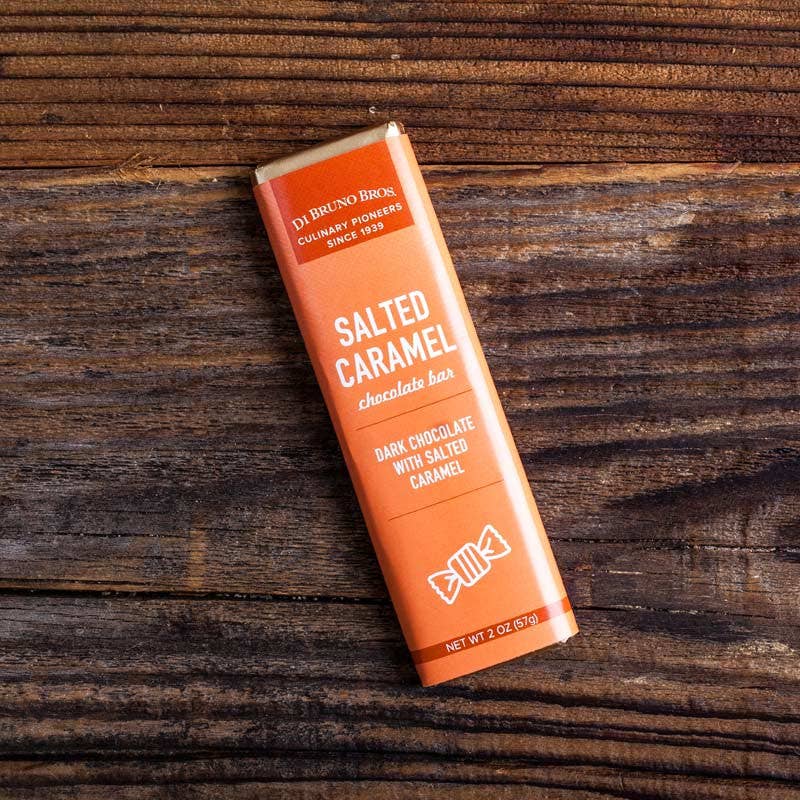 DI BRUNO BROS.
CULINARY PIONEERS
SINCE 1939
SALTED
CARAMEL
chocolate bar
DARK CHOCOLATE
WITH SALTED
CARAMEL
NET WT 2 OZ (57g)